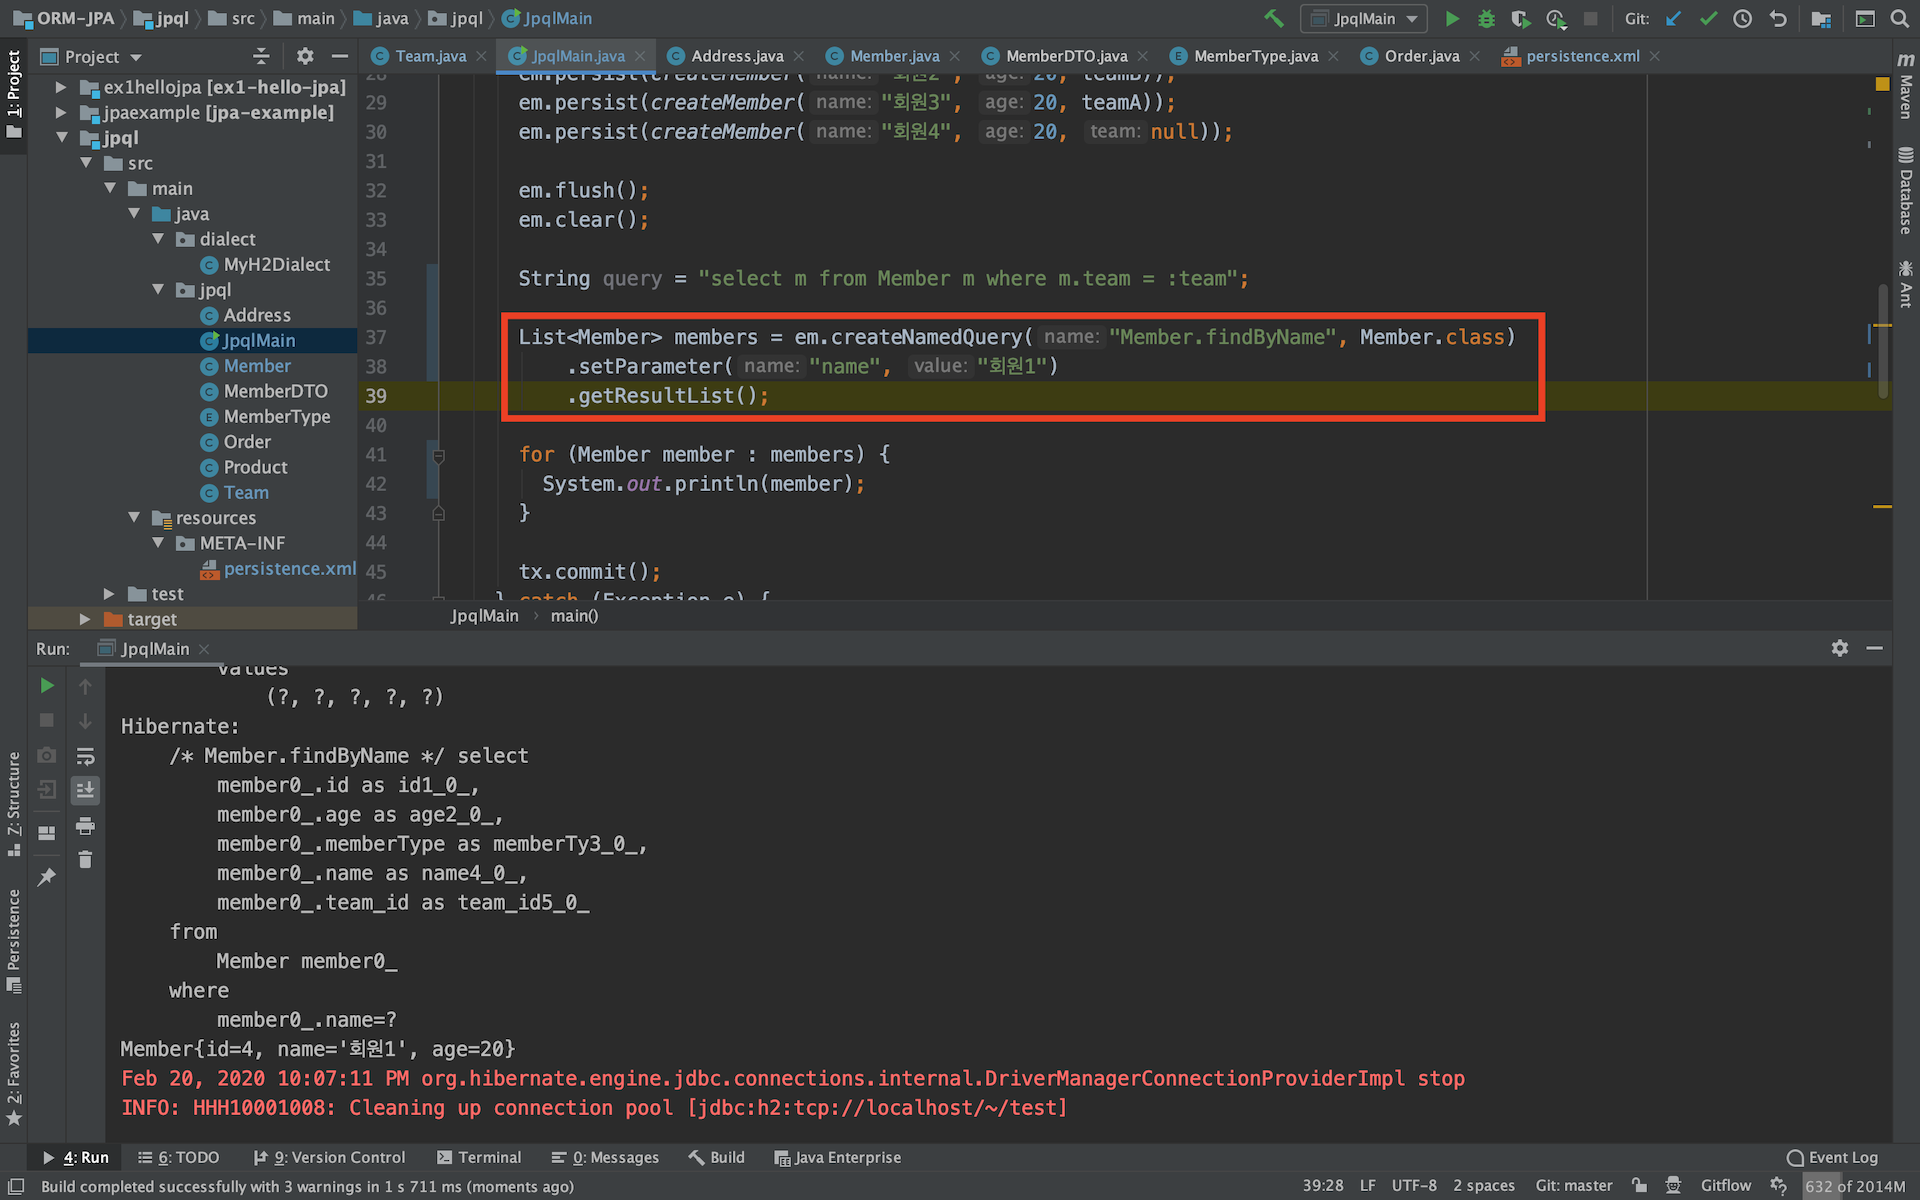 ORM-JPA jpql src main java jpql JpqlMain JpqlMain Git:
1: Project
Project
Team.java JpqlMain.java Address.java Member.java MemberDTO.java MemberType.java Order.java persistence.xml
ex1hellojpa [ex1-hello-jpa]
jpaexample [jpa-example]
jpql
src
main
java
dialect
MyH2Dialect
jpql
Address
JpqlMain
Member
MemberDTO
MemberType
Order
Product
Team
resources
META-INF
persistence.xml
test
target
28 em.persist(createMember( name: "회원2", age: 20, teamB));
29 em.persist(createMember( name: "회원3", age: 20, teamA));
30 em.persist(createMember( name: "회원4", age: 20, team: null));
31
32 em.flush();
33 em.clear();
34
35 String query = "select m from Member m where m.team = :team";
36
37 List<Member> members = em.createNamedQuery( name: "Member.findByName", Member.class)
38 .setParameter( name: "name", value: "회원1")
39 .getResultList();
40
41 for (Member member : members) {
42 System.out.println(member);
43 }
44
45 tx.commit();
46 } catch (Exception e) {
JpqlMain main()
m Maven
Database
Ant
Run: JpqlMain
values
(?, ?, ?, ?, ?)
Hibernate:
/* Member.findByName */ select
member0_.id as id1_0_,
member0_.age as age2_0_,
member0_.memberType as memberTy3_0_,
member0_.name as name4_0_,
member0_.team_id as team_id5_0_
from
Member member0_
where
member0_.name=?
Member{id=4, name='회원1', age=20}
Feb 20, 2020 10:07:11 PM org.hibernate.engine.jdbc.connections.internal.DriverManagerConnectionProviderImpl stop
INFO: HHH10001008: Cleaning up connection pool [jdbc:h2:tcp://localhost/~/test]
Z: Structure
Persistence
2: Favorites
4: Run 6: TODO 9: Version Control Terminal 0: Messages Build Java Enterprise Event Log
Build completed successfully with 3 warnings in 1 s 711 ms (moments ago) 39:28 LF UTF-8 2 spaces Git: master Gitflow 632 of 2014M